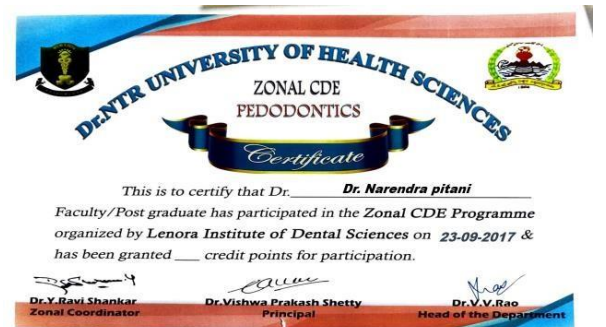 Dr.NTR UNIVERSITY OF HEALTH SCIENCES
ZONAL CDE
PEDODONTICS
Certificate
This is to certify that Dr. Dr. Narendra pitani
Faculty/Post graduate has participated in the Zonal CDE Programme
organized by Lenora Institute of Dental Sciences on 23-09-2017 &
has been granted ___ credit points for participation.
Dr.Y.Ravi Shankar Dr.Vishwa Prakash Shetty Dr.V.V.Rao
Zonal Coordinator Principal Head of the Department